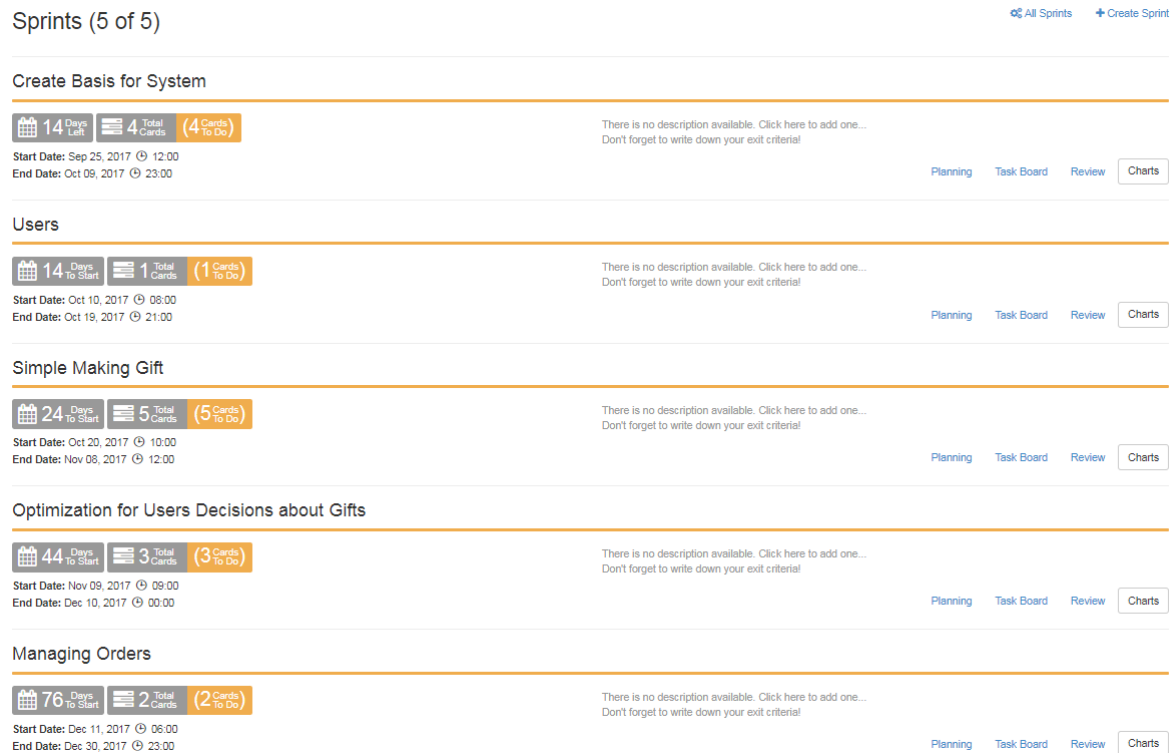 Sprints (5 of 5)
All Sprints
Create Sprint
Create Basis for System
14 Days Left 4 Total Cards (4 Cards To Do)
There is no description available. Click here to add one...
Don't forget to write down your exit criteria!
Start Date: Sep 25, 2017 12:00
End Date: Oct 09, 2017 23:00
Planning Task Board Review Charts
Users
14 Days To Start 1 Total Cards (1 Cards To Do)
There is no description available. Click here to add one...
Don't forget to write down your exit criteria!
Start Date: Oct 10, 2017 08:00
End Date: Oct 19, 2017 21:00
Planning Task Board Review Charts
Simple Making Gift
24 Days To Start 5 Total Cards (5 Cards To Do)
There is no description available. Click here to add one...
Don't forget to write down your exit criteria!
Start Date: Oct 20, 2017 10:00
End Date: Nov 08, 2017 12:00
Planning Task Board Review Charts
Optimization for Users Decisions about Gifts
44 Days To Start 3 Total Cards (3 Cards To Do)
There is no description available. Click here to add one...
Don't forget to write down your exit criteria!
Start Date: Nov 09, 2017 09:00
End Date: Dec 10, 2017 00:00
Planning Task Board Review Charts
Managing Orders
76 Days To Start 2 Total Cards (2 Cards To Do)
There is no description available. Click here to add one...
Don't forget to write down your exit criteria!
Start Date: Dec 11, 2017 06:00
End Date: Dec 30, 2017 23:00
Planning Task Board Review Charts